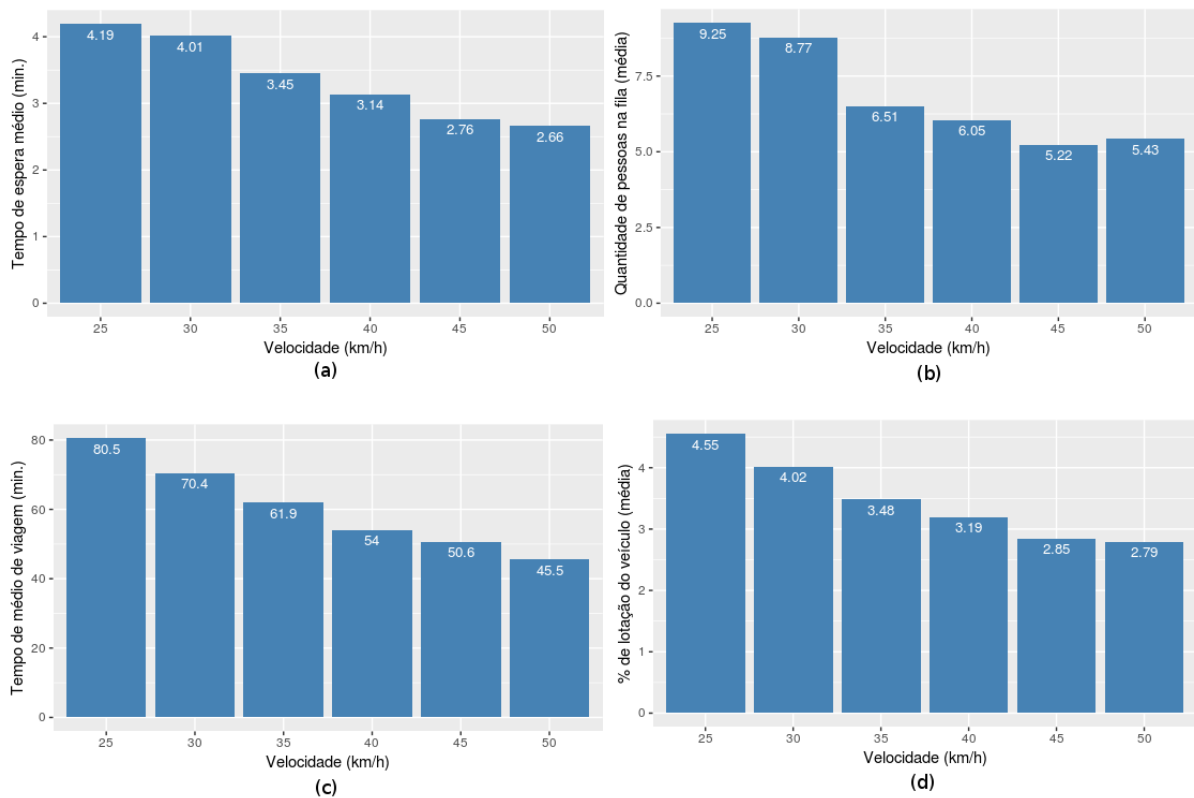 Tempo de espera médio (min.)
4
3
2
1
0
4.19
4.01
3.45
3.14
2.76
2.66
25 30 35 40 45 50
Velocidade (km/h)
(a)
Quantidade de pessoas na fila (média)
7.5
5.0
2.5
0.0
9.25
8.77
6.51
6.05
5.22
5.43
25 30 35 40 45 50
Velocidade (km/h)
(b)
Tempo de médio de viagem (min.)
80
60
40
20
0
80.5
70.4
61.9
54
50.6
45.5
25 30 35 40 45 50
Velocidade (km/h)
(c)
% de lotação do veículo (média)
4
3
2
1
0
4.55
4.02
3.48
3.19
2.85
2.79
25 30 35 40 45 50
Velocidade (km/h)
(d)